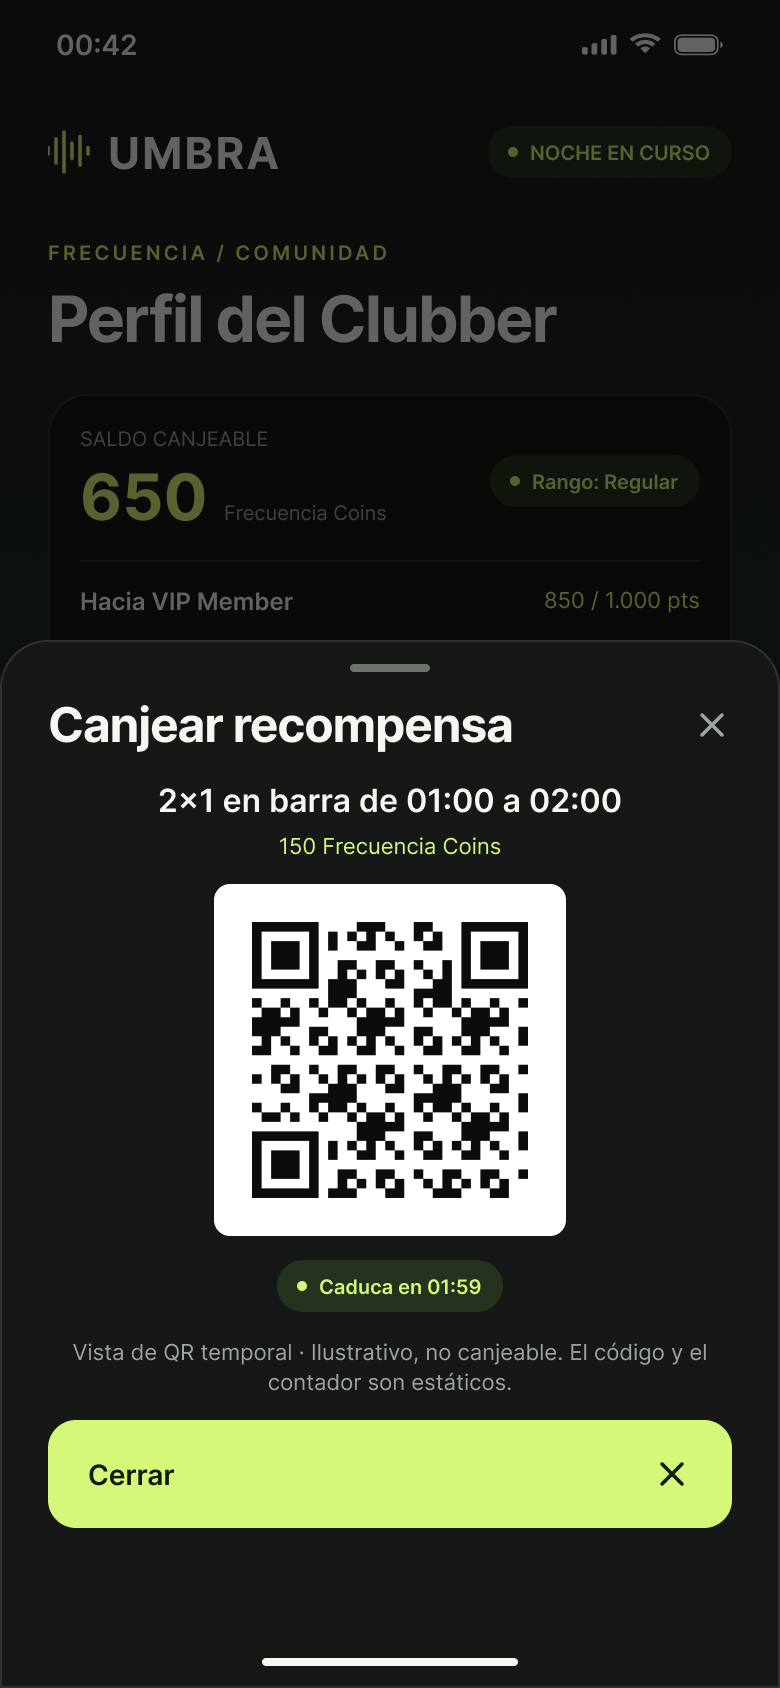 00:42
UMBRA
NOCHE EN CURSO
FRECUENCIA / COMUNIDAD
Perfil del Clubber
SALDO CANJEABLE
650 Frecuencia Coins
Rango: Regular
Hacia VIP Member
850 / 1.000 pts
Canjear recompensa
2×1 en barra de 01:00 a 02:00
150 Frecuencia Coins
Caduca en 01:59
Vista de QR temporal · Ilustrativo, no canjeable. El código y el
contador son estáticos.
Cerrar